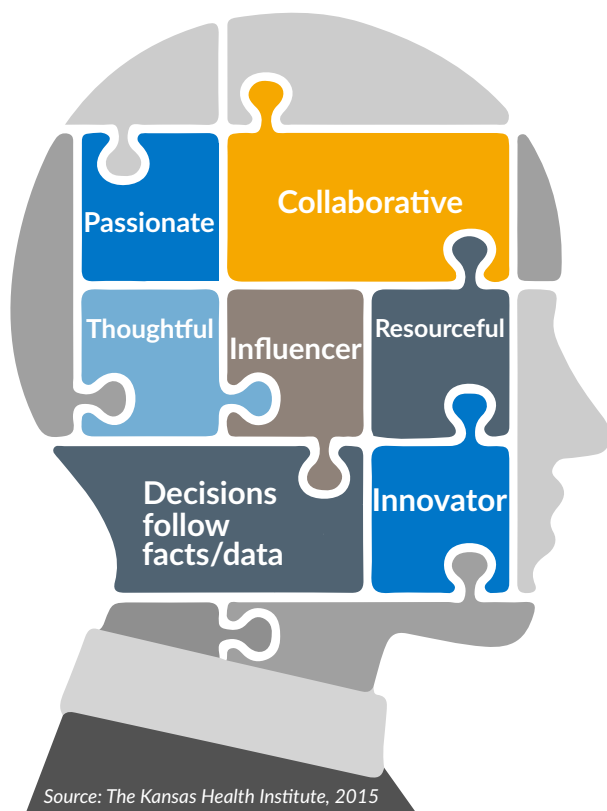 Passionate
Collaborative
Thoughtful
Influencer
Resourceful
Decisions
follow
facts/data
Innovator
Source: The Kansas Health Institute, 2015